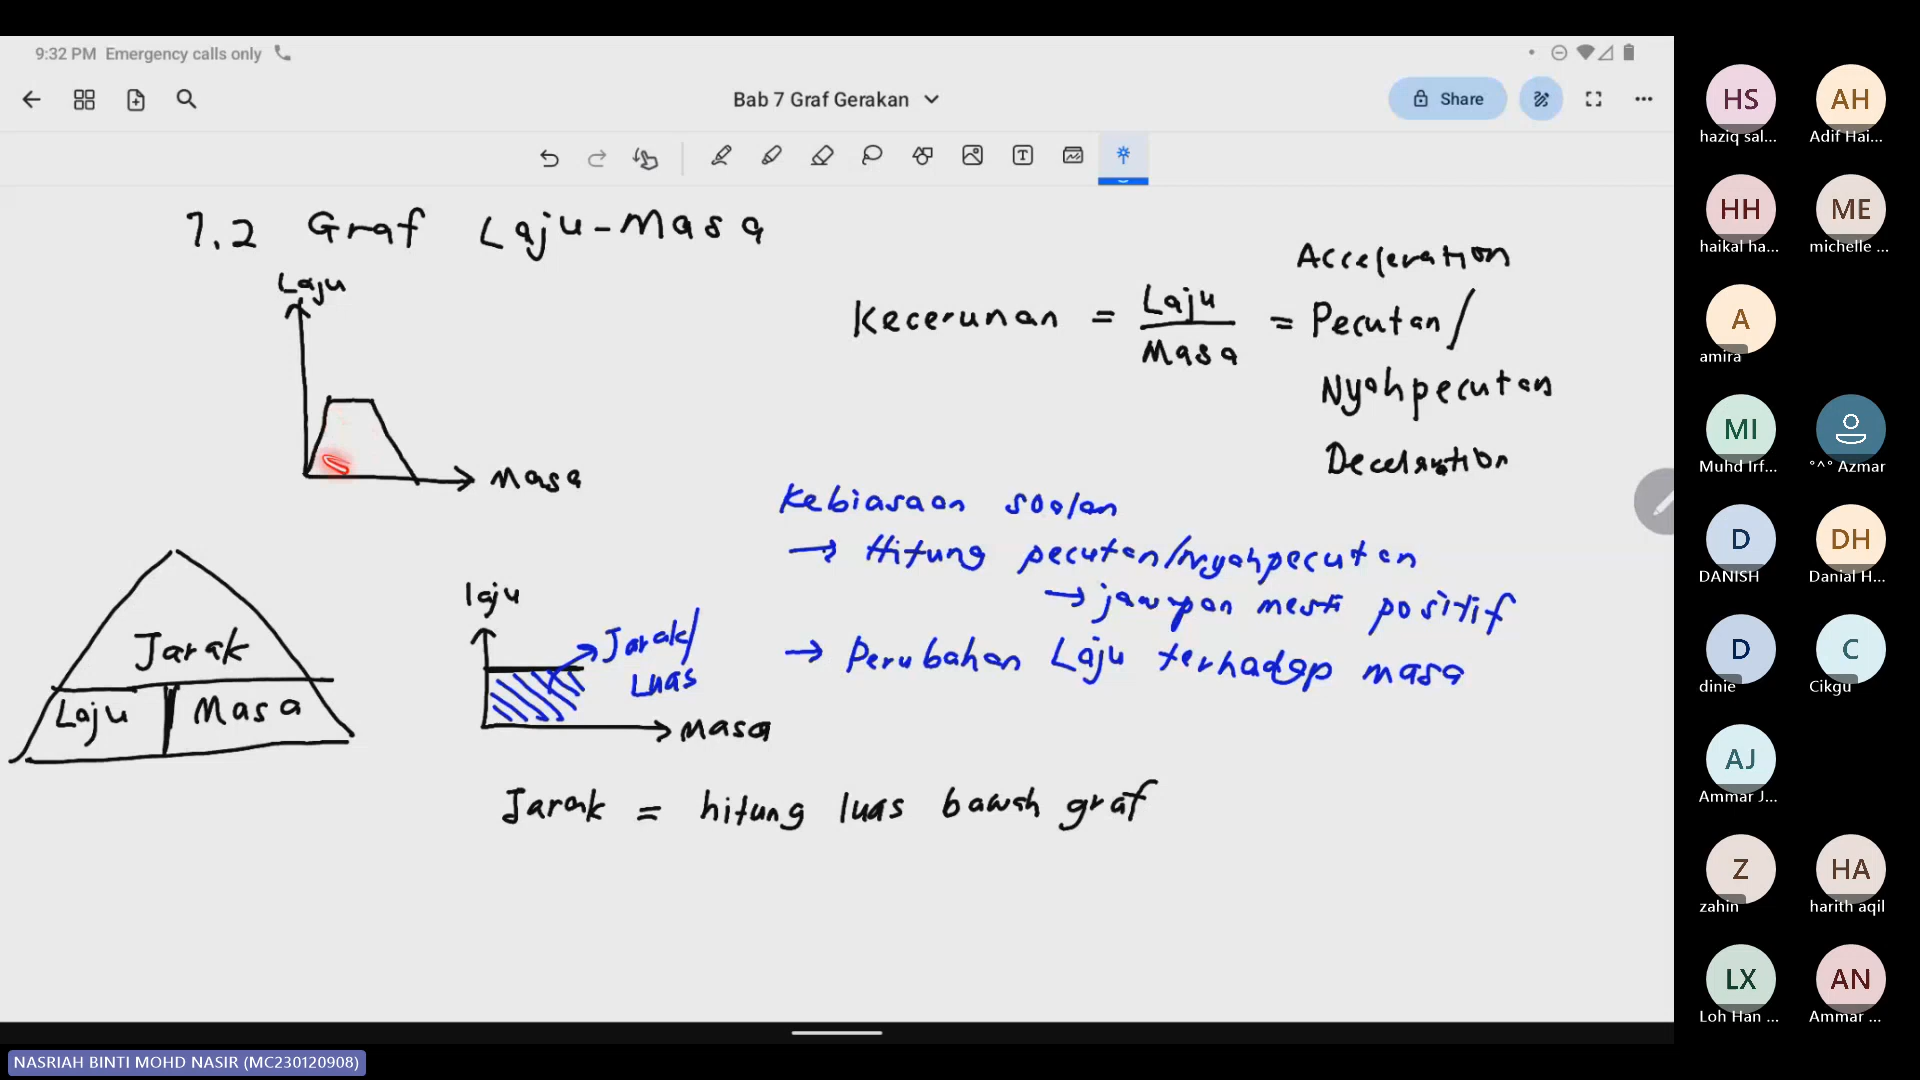 9:32 PM Emergency calls only
Bab 7 Graf Gerakan
Share
7.2 Graf Laju-Masa
Laju
Masa
Kecerunan = Laju / Masa = Pecutan/
Acceleration
Nyahpecutan
Kebiasaan soalan
→ Hitung pecutan/nyahpecutan
→ jawapan mesti positif
→ Perubahan Laju terhadap masa
Jarak
Laju Masa
laju
Jarak/
Luas
Masa
Jarak = hitung luas bawah graf
HS
haziq sal...
AH
Adif Hai...
HH
haikal ha...
ME
michelle ...
A
amira
MI
Muhd Irf...
°^° Azmar
D
DANISH
DH
Danial H...
D
dinie
C
Cikgu
AJ
Ammar J...
Z
zahin
HA
harith aqil
LX
Loh Han ...
AN
Ammar ...
NASRIAH BINTI MOHD NASIR (MC230120908)